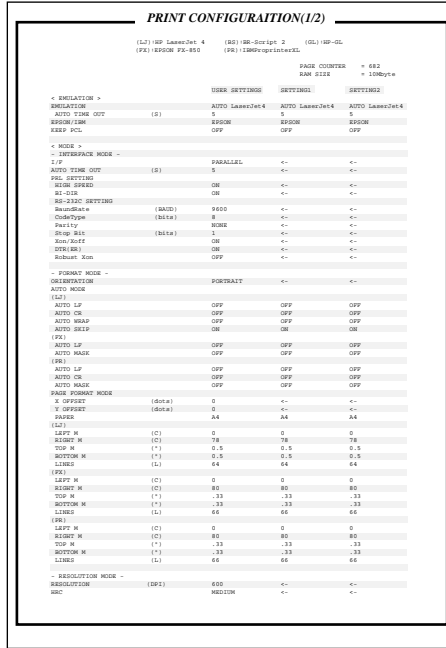 PRINT CONFIGURAITION(1/2)
(LJ):HP LaserJet 4 (BS):BR-Script 2 (GL):HP-GL
(FX):EPSON FX-850 (PR):IBMProprinterXL
PAGE COUNTER = 682
RAM SIZE = 10Mbyte
USER SETTINGS SETTING1 SETTING2
< EMULATION >
EMULATION AUTO LaserJet4 AUTO LaserJet4 AUTO LaserJet4
AUTO TIME OUT (S) 5 5 5
EPSON/IBM EPSON EPSON EPSON
KEEP PCL OFF OFF OFF
< MODE >
- INTERFACE MODE -
I/F PARALLEL <- <-
AUTO TIME OUT (S) 5 <- <-
PRL SETTING
HIGH SPEED ON <- <-
BI-DIR ON <- <-
RS-232C SETTING
BaundRate (BAUD) 9600 <- <-
CodeType (bits) 8 <- <-
Parity NONE <- <-
Stop Bit (bits) 1 <- <-
Xon/Xoff ON <- <-
DTR(ER) ON <- <-
Robust Xon OFF <- <-
- FORMAT MODE -
ORIENTATION PORTRAIT <- <-
AUTO MODE
(LJ)
AUTO LF OFF OFF OFF
AUTO CR OFF OFF OFF
AUTO WRAP OFF OFF OFF
AUTO SKIP ON ON ON
(FX)
AUTO LF OFF OFF OFF
AUTO MASK OFF OFF OFF
(PR)
AUTO LF OFF OFF OFF
AUTO CR OFF OFF OFF
AUTO MASK OFF OFF OFF
PAGE FORMAT MODE
X OFFSET (dots) 0 <- <-
Y OFFSET (dots) 0 <- <-
PAPER A4 A4 A4
(LJ)
LEFT M (C) 0 0 0
RIGHT M (C) 78 78 78
TOP M (") 0.5 0.5 0.5
BOTTOM M (") 0.5 0.5 0.5
LINES (L) 64 64 64
(FX)
LEFT M (C) 0 0 0
RIGHT M (C) 80 80 80
TOP M (") .33 .33 .33
BOTTOM M (") .33 .33 .33
LINES (L) 66 66 66
(PR)
LEFT M (C) 0 0 0
RIGHT M (C) 80 80 80
TOP M (") .33 .33 .33
BOTTOM M (") .33 .33 .33
LINES (L) 66 66 66
- RESOLUTION MODE -
RESOLUTION (DPI) 600 <- <-
HRC MEDIUM <- <-